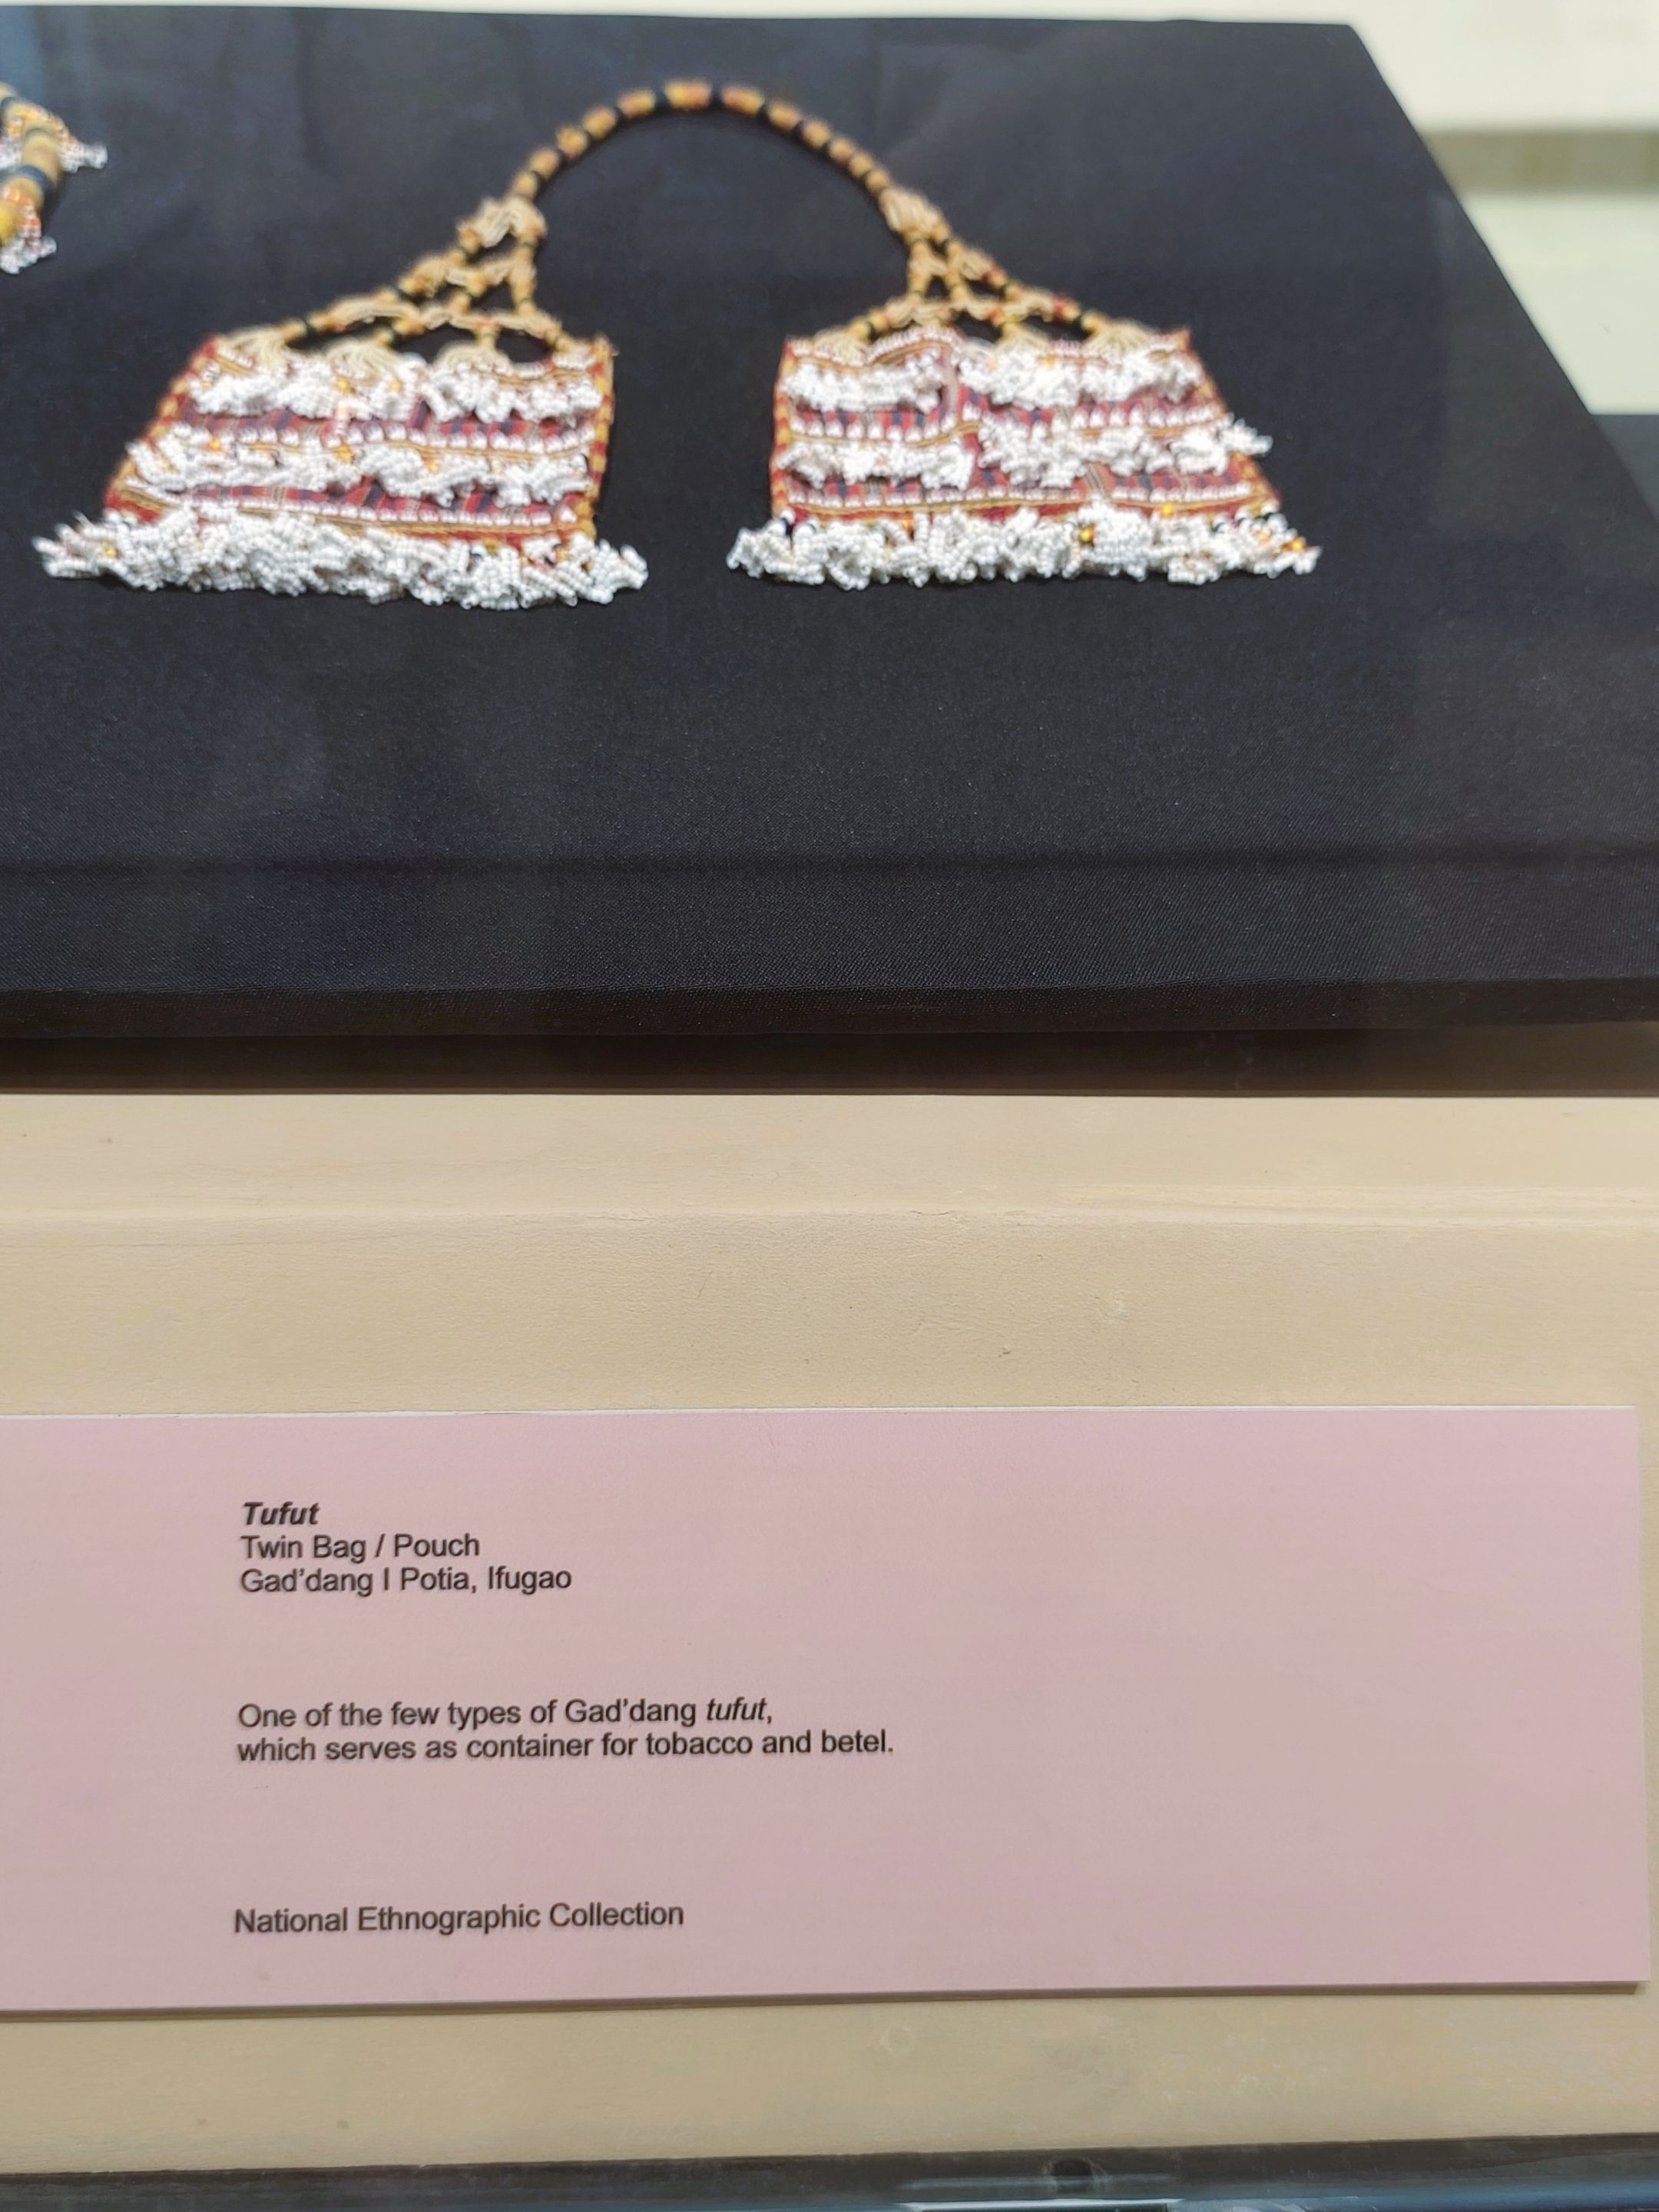 Tufut
Twin Bag / Pouch
Gad’dang I Potia, Ifugao
One of the few types of Gad’dang tufut,
which serves as container for tobacco and betel.
National Ethnographic Collection